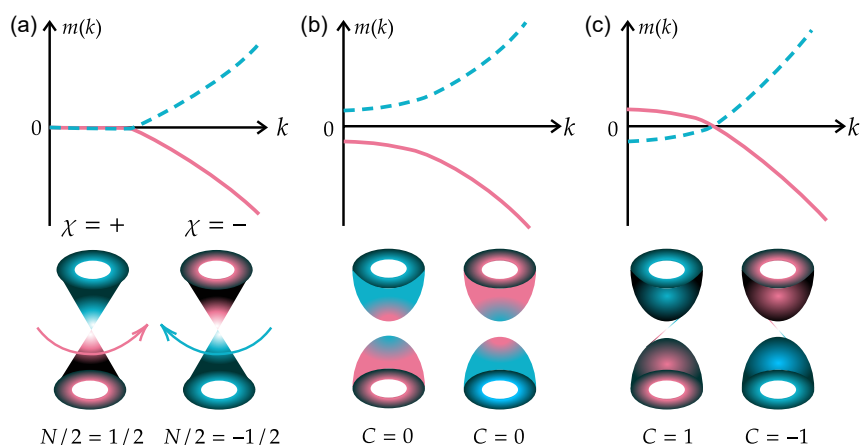 (a) m(k)
0 k
χ = + χ = −
N/2 = 1/2 N/2 = −1/2
(b) m(k)
0 k
C = 0 C = 0
(c) m(k)
0 k
C = 1 C = −1